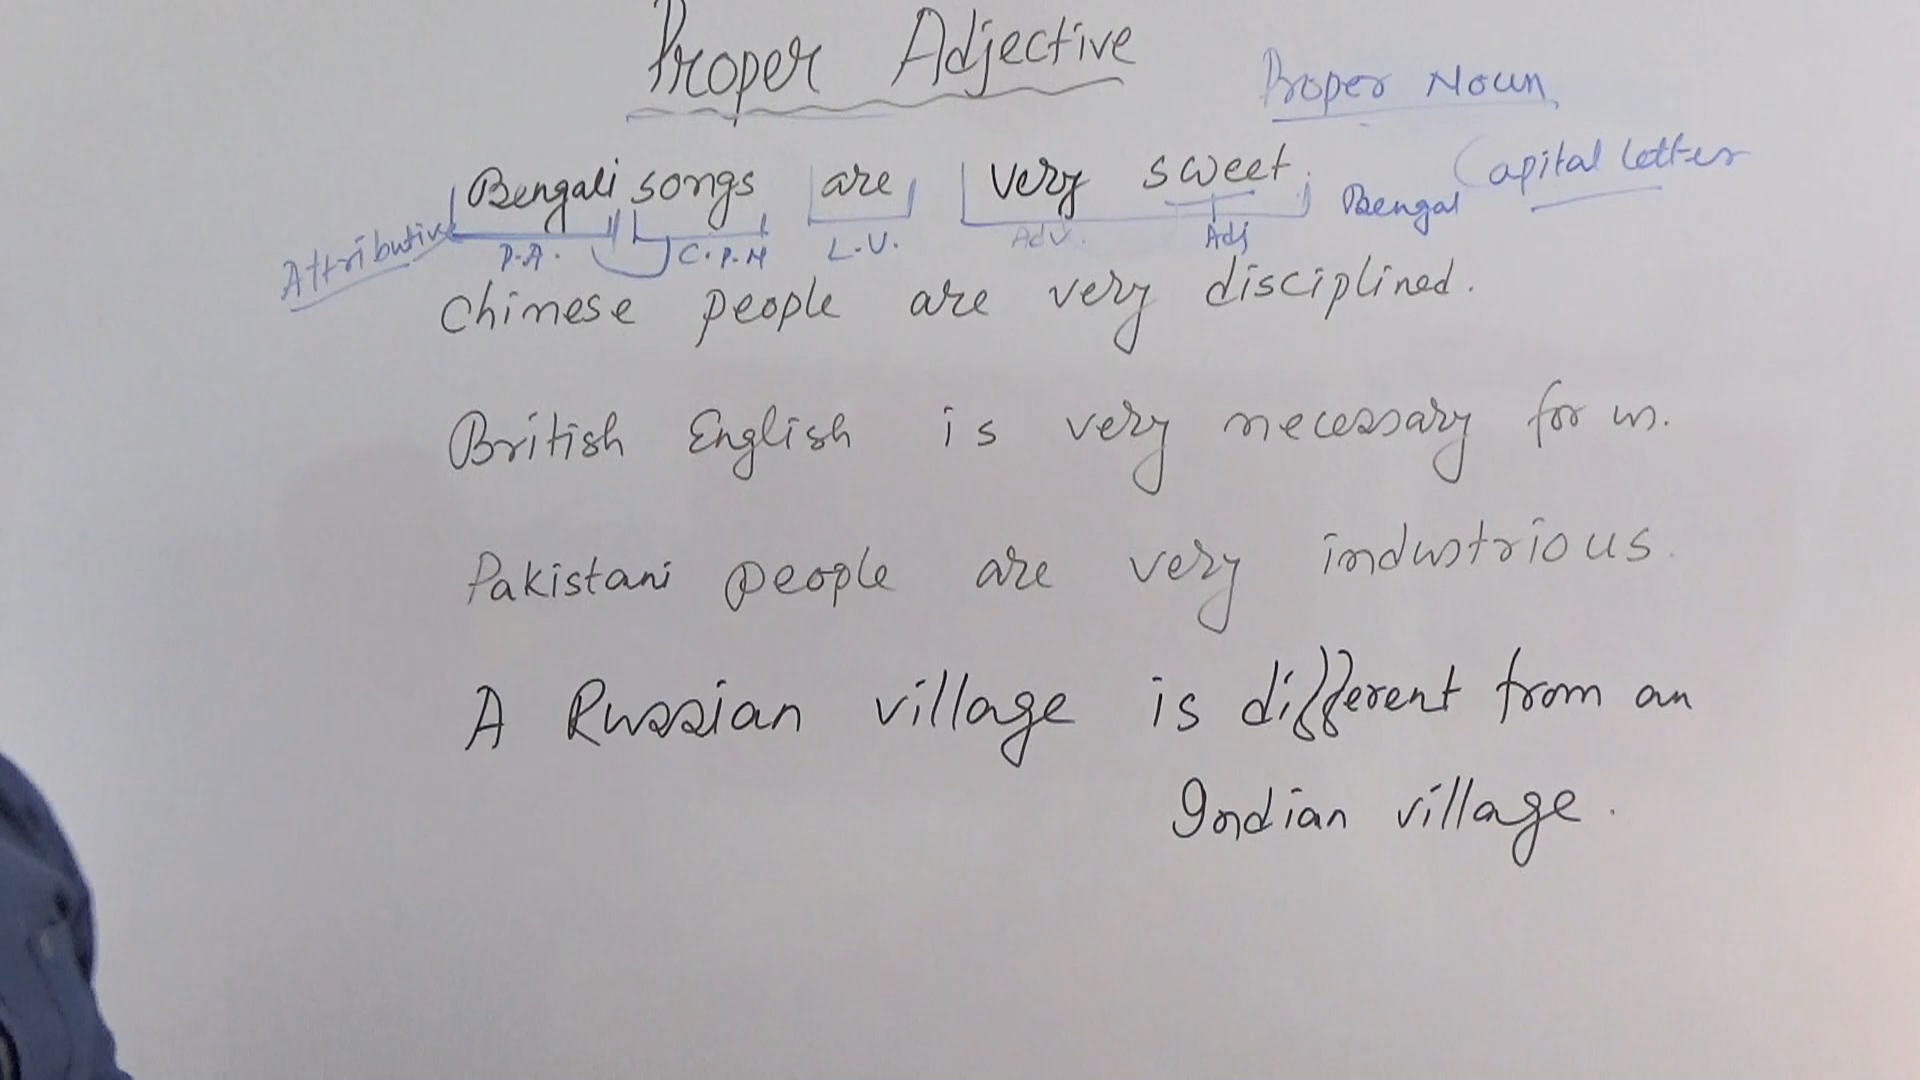 Proper Adjective
Proper Noun
Capital letter
Bengali songs are very sweet.
Bengal
Attributive
P.A. C.P.N L.V. Adv. Adj
Chinese people are very disciplined.
British English is very necessary for us.
Pakistani people are very industrious.
A Russian village is different from an
Indian village.